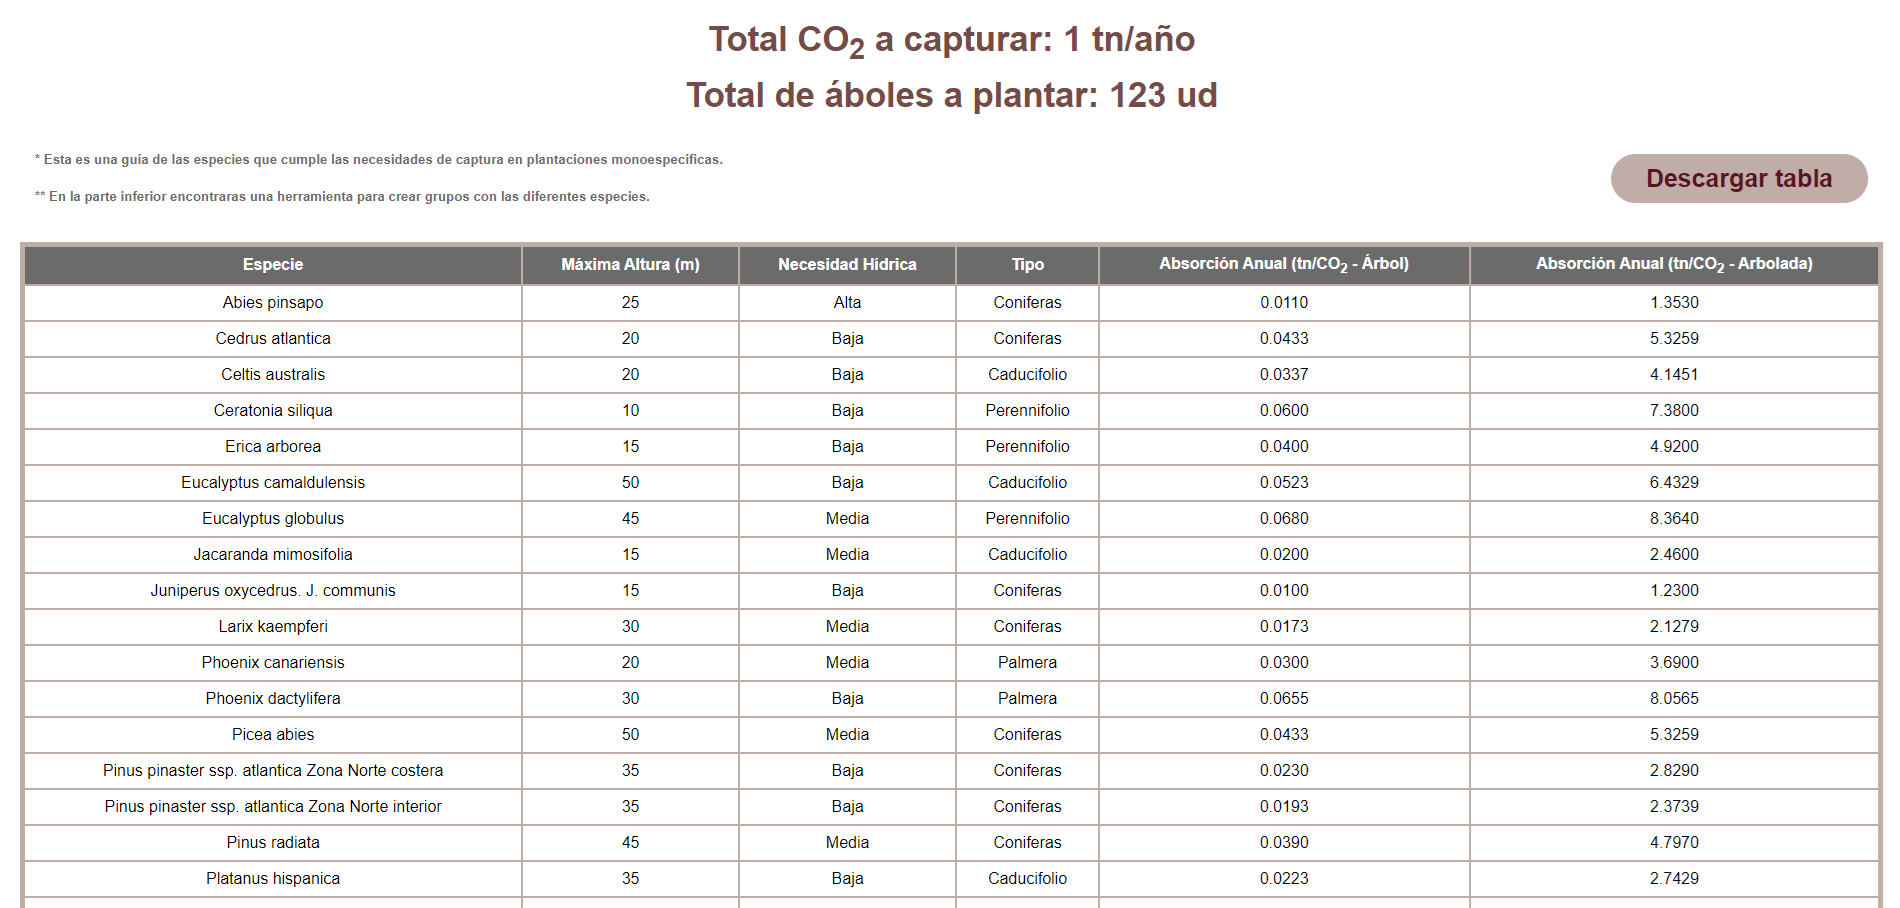 Total CO2 a capturar: 1 tn/año
Total de áboles a plantar: 123 ud
* Esta es una guía de las especies que cumple las necesidades de captura en plantaciones monoespecificas.
** En la parte inferior encontraras una herramienta para crear grupos con las diferentes especies.
Descargar tabla
Especie Máxima Altura (m) Necesidad Hídrica Tipo Absorción Anual (tn/CO2 - Árbol) Absorción Anual (tn/CO2 - Arbolada)
Abies pinsapo 25 Alta Coniferas 0.0110 1.3530
Cedrus atlantica 20 Baja Coniferas 0.0433 5.3259
Celtis australis 20 Baja Caducifolio 0.0337 4.1451
Ceratonia siliqua 10 Baja Perennifolio 0.0600 7.3800
Erica arborea 15 Baja Perennifolio 0.0400 4.9200
Eucalyptus camaldulensis 50 Baja Caducifolio 0.0523 6.4329
Eucalyptus globulus 45 Media Perennifolio 0.0680 8.3640
Jacaranda mimosifolia 15 Media Caducifolio 0.0200 2.4600
Juniperus oxycedrus. J. communis 15 Baja Coniferas 0.0100 1.2300
Larix kaempferi 30 Media Coniferas 0.0173 2.1279
Phoenix canariensis 20 Media Palmera 0.0300 3.6900
Phoenix dactylifera 30 Baja Palmera 0.0655 8.0565
Picea abies 50 Media Coniferas 0.0433 5.3259
Pinus pinaster ssp. atlantica Zona Norte costera 35 Baja Coniferas 0.0230 2.8290
Pinus pinaster ssp. atlantica Zona Norte interior 35 Baja Coniferas 0.0193 2.3739
Pinus radiata 45 Media Coniferas 0.0390 4.7970
Platanus hispanica 35 Baja Caducifolio 0.0223 2.7429